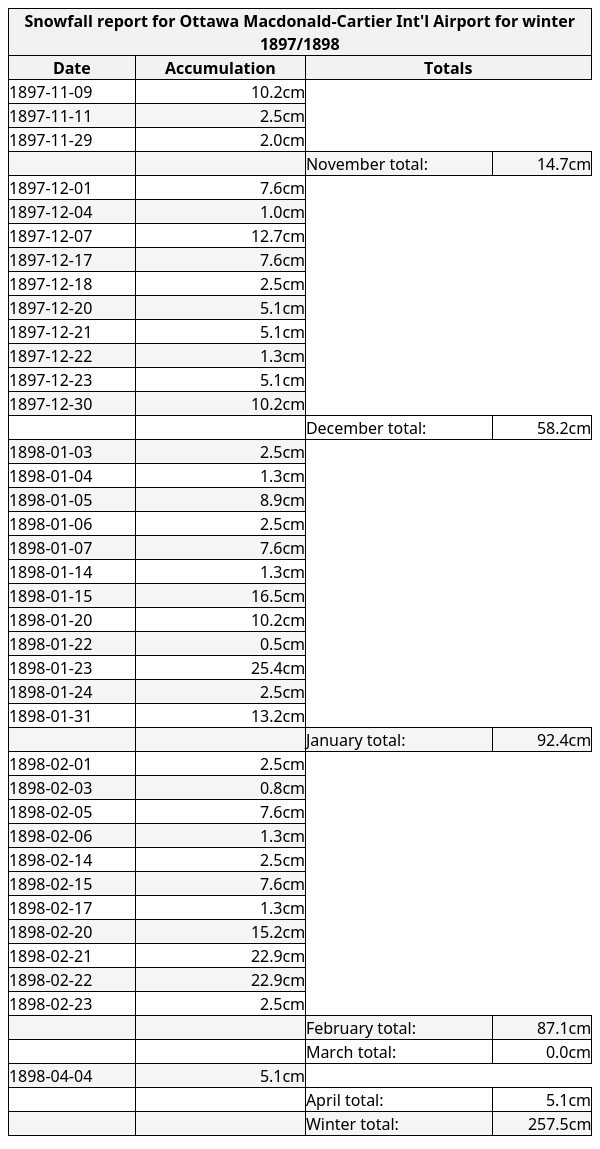 Snowfall report for Ottawa Macdonald-Cartier Int'l Airport for winter
1897/1898
Date Accumulation Totals
1897-11-09 10.2cm
1897-11-11 2.5cm
1897-11-29 2.0cm
November total: 14.7cm
1897-12-01 7.6cm
1897-12-04 1.0cm
1897-12-07 12.7cm
1897-12-17 7.6cm
1897-12-18 2.5cm
1897-12-20 5.1cm
1897-12-21 5.1cm
1897-12-22 1.3cm
1897-12-23 5.1cm
1897-12-30 10.2cm
December total: 58.2cm
1898-01-03 2.5cm
1898-01-04 1.3cm
1898-01-05 8.9cm
1898-01-06 2.5cm
1898-01-07 7.6cm
1898-01-14 1.3cm
1898-01-15 16.5cm
1898-01-20 10.2cm
1898-01-22 0.5cm
1898-01-23 25.4cm
1898-01-24 2.5cm
1898-01-31 13.2cm
January total: 92.4cm
1898-02-01 2.5cm
1898-02-03 0.8cm
1898-02-05 7.6cm
1898-02-06 1.3cm
1898-02-14 2.5cm
1898-02-15 7.6cm
1898-02-17 1.3cm
1898-02-20 15.2cm
1898-02-21 22.9cm
1898-02-22 22.9cm
1898-02-23 2.5cm
February total: 87.1cm
March total: 0.0cm
1898-04-04 5.1cm
April total: 5.1cm
Winter total: 257.5cm